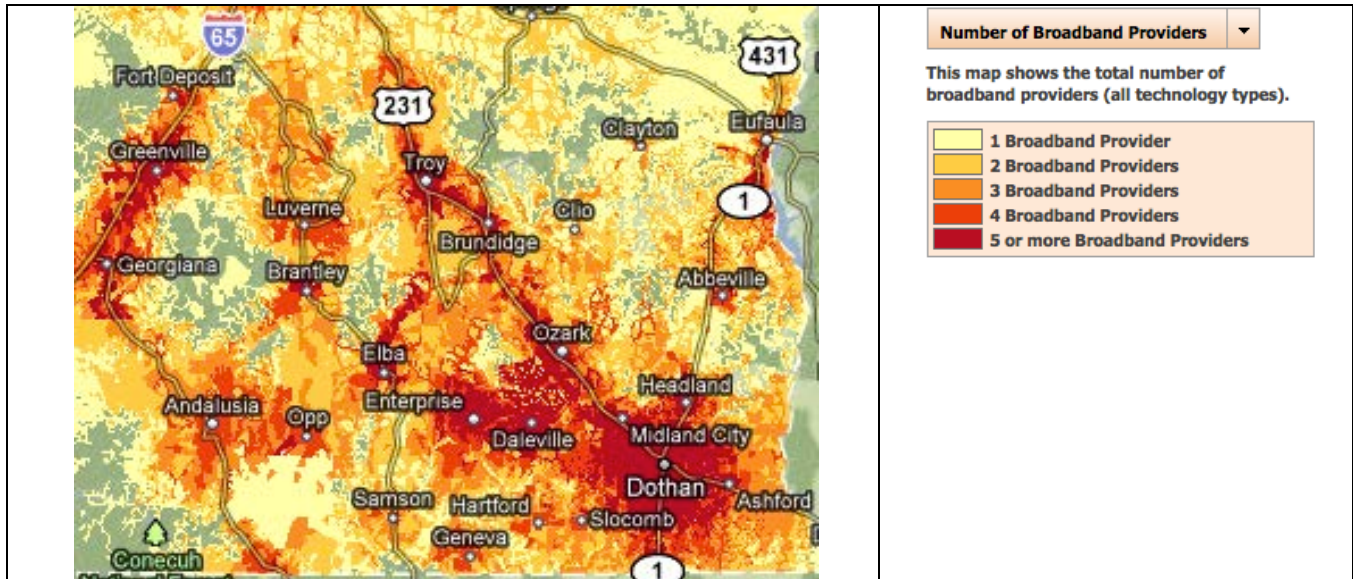 65
431
Fort Deposit
231
Clayton
Eufaula
Greenville
Troy
1
Luverne
Clio
Brundidge
Georgiana
Brantley
Abbeville
Ozark
Elba
Headland
Enterprise
Andalusia
Opp
Daleville
Midland City
Dothan
Samson
Hartford
Ashford
Slocomb
Geneva
Conecuh
1
Number of Broadband Providers
This map shows the total number of
broadband providers (all technology types).
1 Broadband Provider
2 Broadband Providers
3 Broadband Providers
4 Broadband Providers
5 or more Broadband Providers